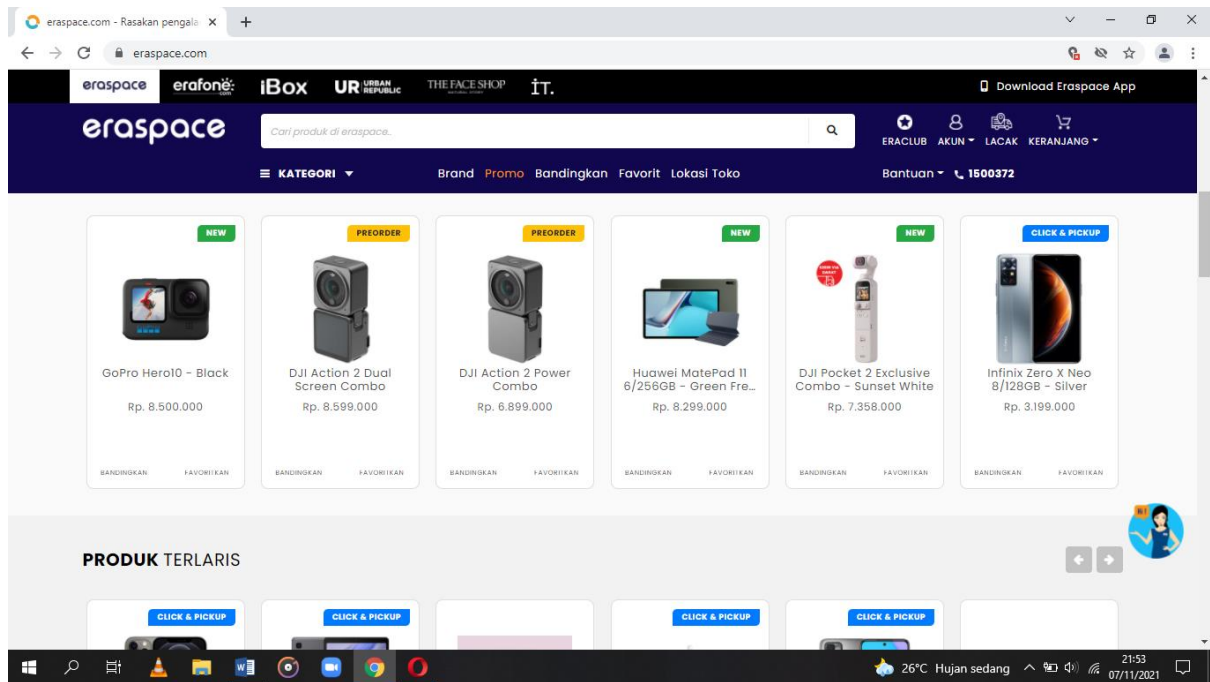 eraspace.com - Rasakan pengala
eraspace.com
eraspace erafone .com iBox UR URBAN REPUBLIC THE FACE SHOP İT. Download Eraspace App
eraspace Cari produk di eraspace.. ERACLUB AKUN LACAK KERANJANG
KATEGORI Brand Promo Bandingkan Favorit Lokasi Toko Bantuan 1500372
NEW PREORDER PREORDER NEW NEW CLICK & PICKUP
GoPro Hero10 - Black
Rp. 8.500.000
BANDINGKAN FAVORITKAN
DJI Action 2 Dual
Screen Combo
Rp. 8.599.000
BANDINGKAN FAVORITKAN
DJI Action 2 Power
Combo
Rp. 6.899.000
BANDINGKAN FAVORITKAN
Huawei MatePad 11
6/256GB - Green Fre...
Rp. 8.299.000
BANDINGKAN FAVORITKAN
DJI Pocket 2 Exclusive
Combo - Sunset White
Rp. 7.358.000
BANDINGKAN FAVORITKAN
Infinix Zero X Neo
8/128GB - Silver
Rp. 3.199.000
BANDINGKAN FAVORITKAN
HI!
PRODUK TERLARIS
CLICK & PICKUP CLICK & PICKUP CLICK & PICKUP CLICK & PICKUP
26°C Hujan sedang 21:53
07/11/2021